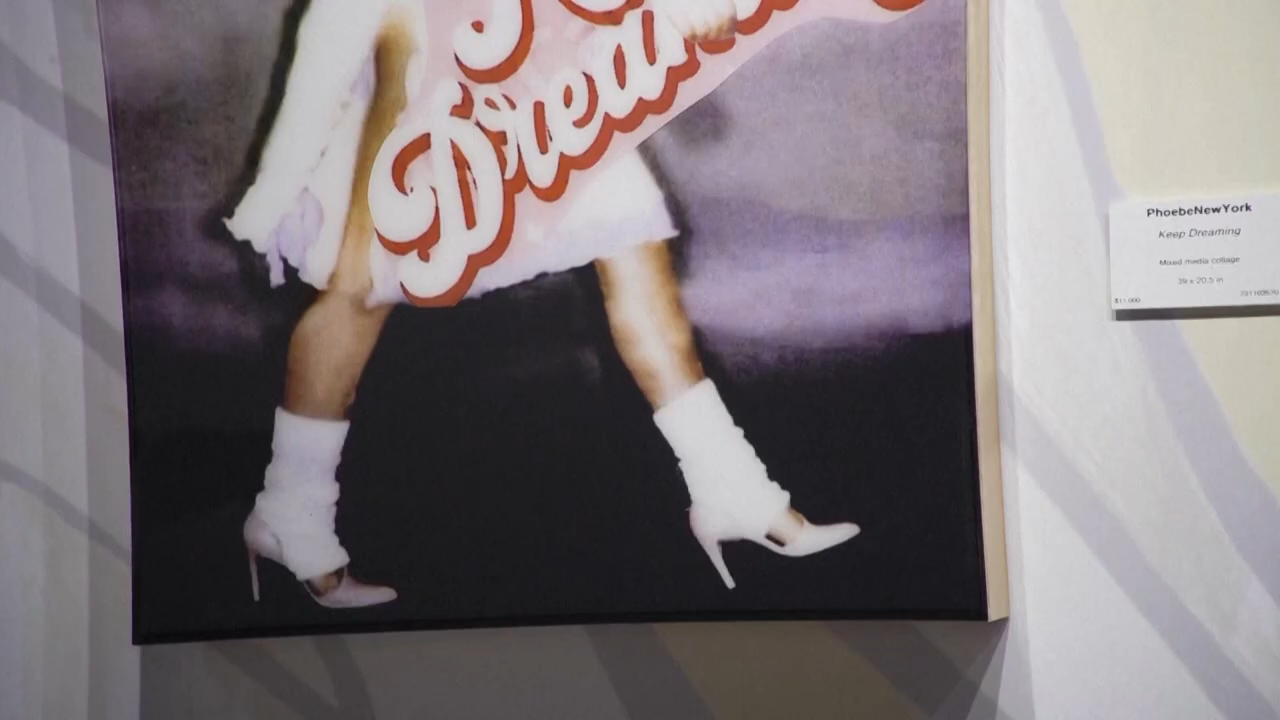 Dream
PhoebeNewYork
Keep Dreaming
Mixed media collage
39 x 20.5 in
$11,000